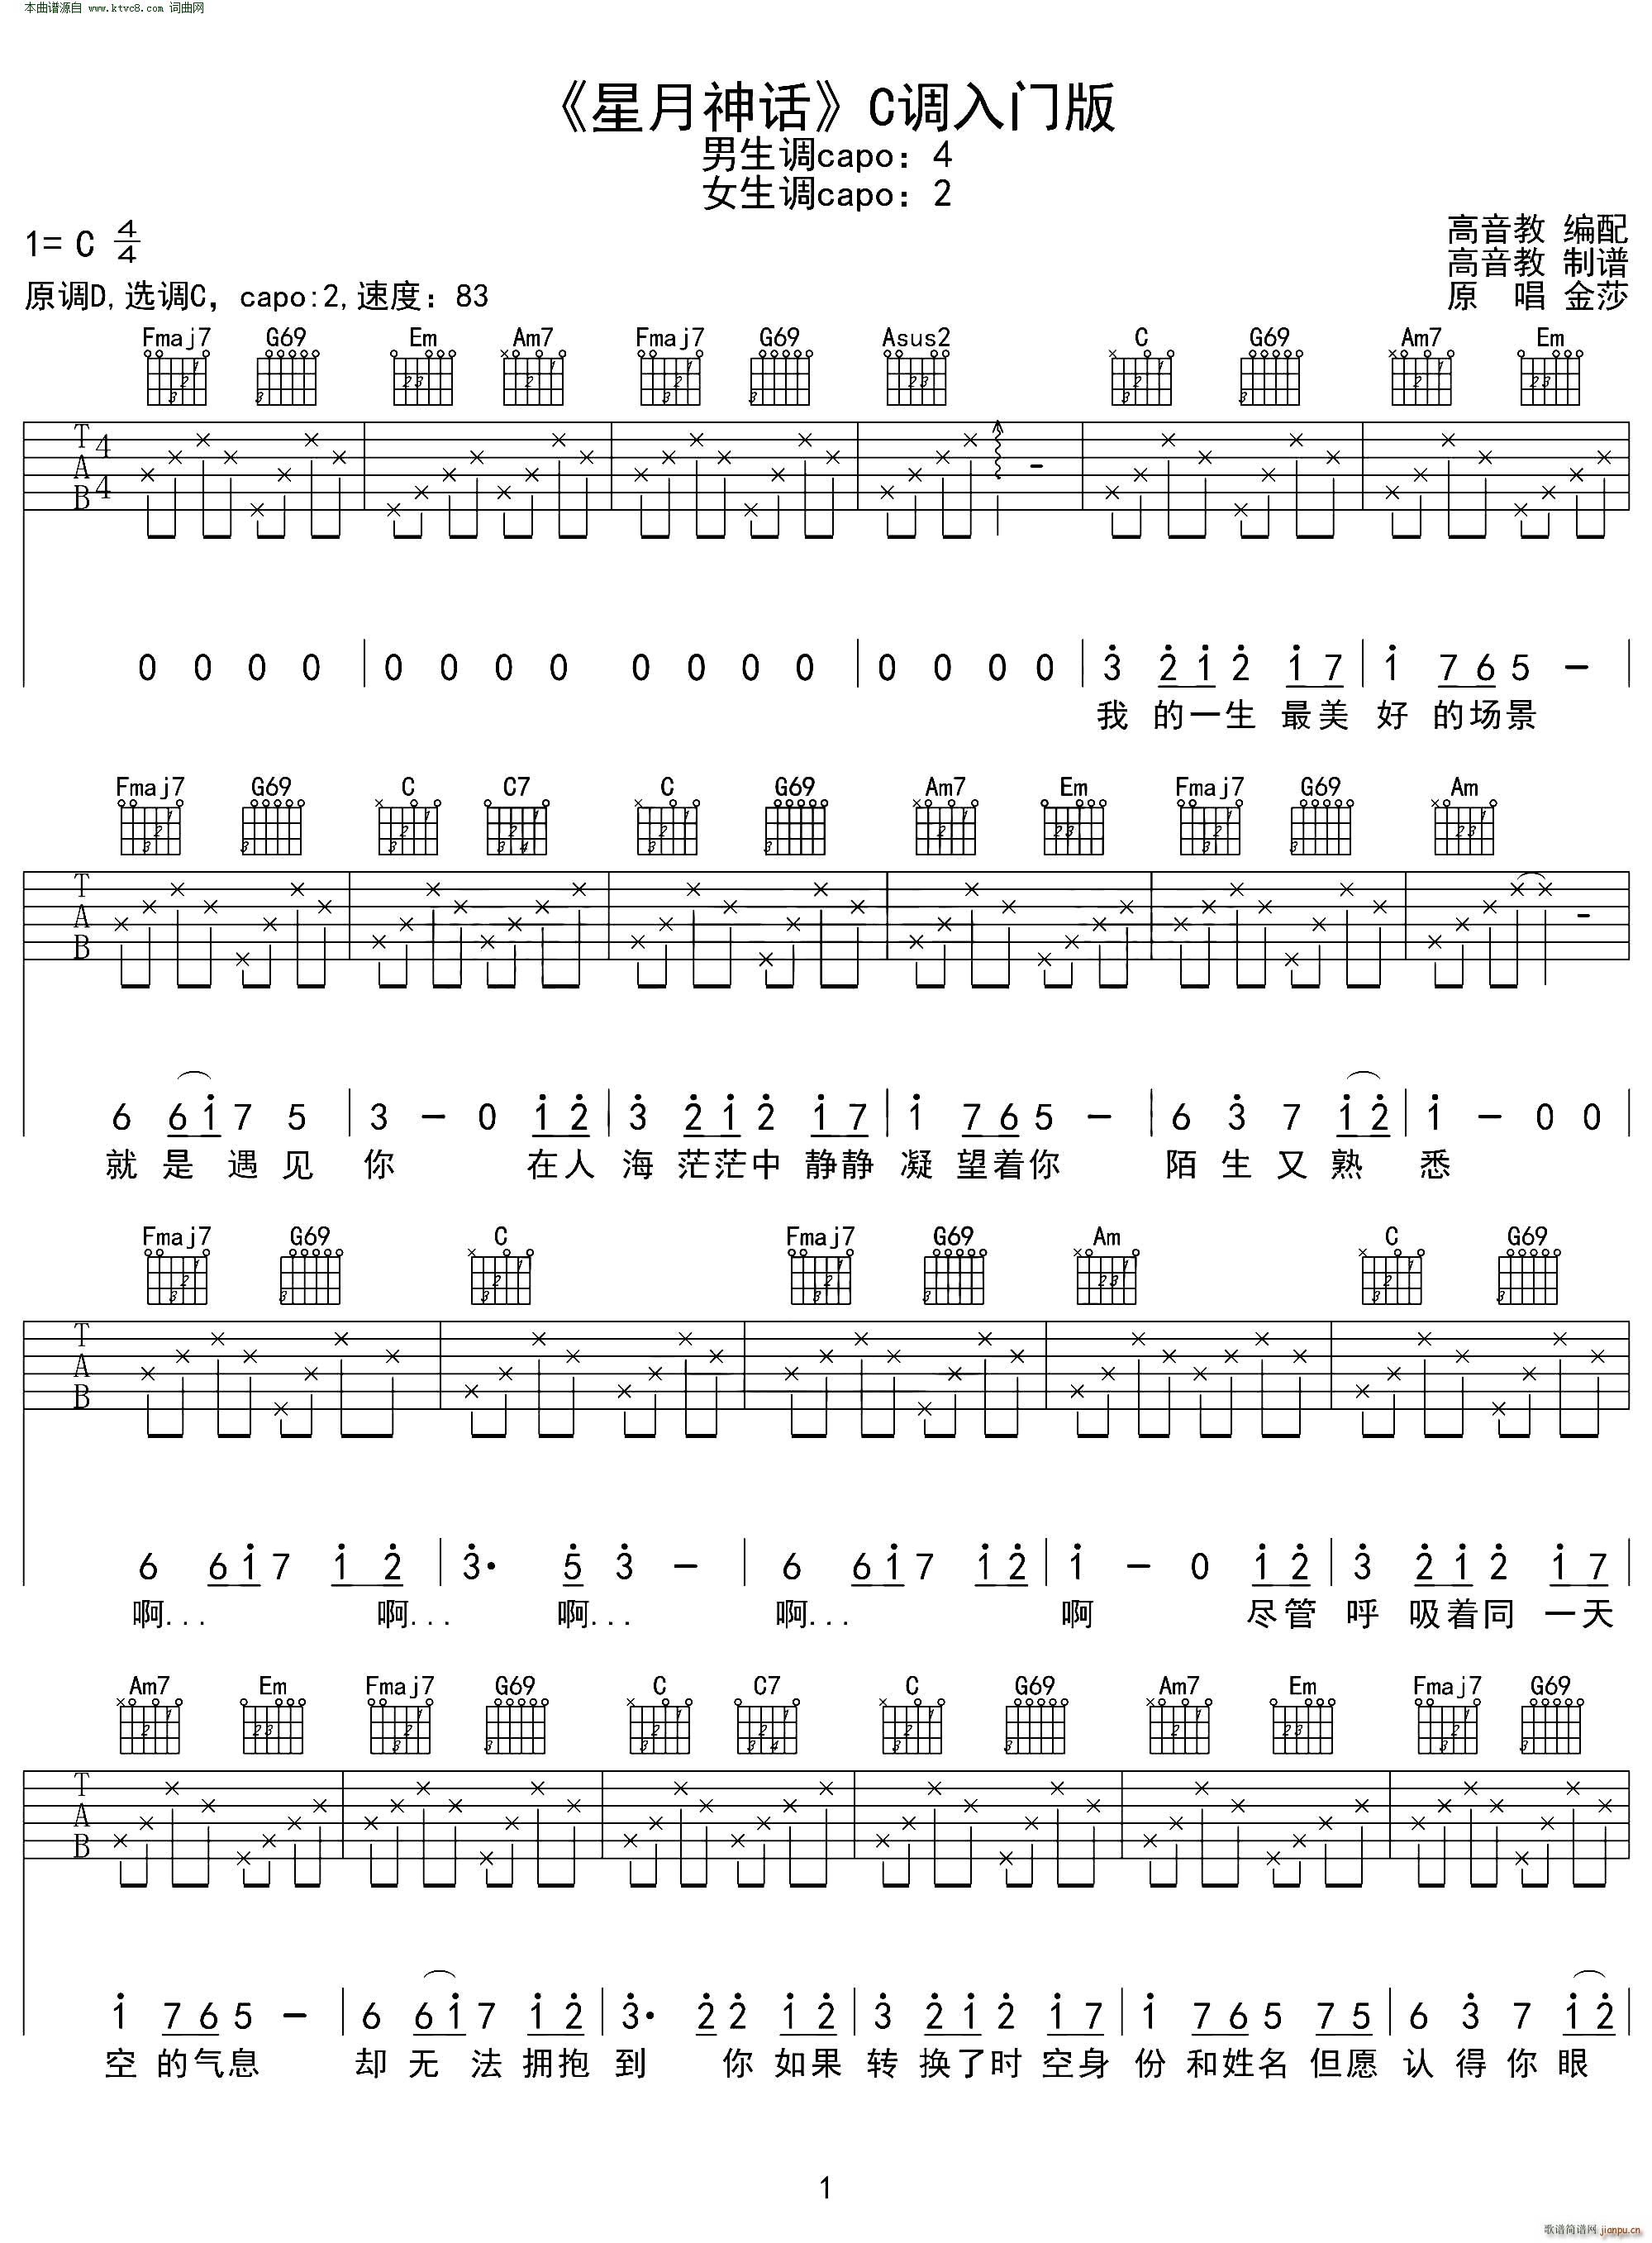 本曲谱源自 www.ktvc8.com 词曲网
《星月神话》C调入门版
男生调capo：4
女生调capo：2
1= C 4/4
高音教 编配
高音教 制谱
原调D,选调C，capo:2,速度：83
原 唱 金莎
Fmaj7 G69 Em Am7 Fmaj7 G69 Asus2 C G69 Am7 Em
T A B 4 4
0 0 0 0 | 0 0 0 0 0 0 0 0 | 0 0 0 0 | 3̇ 2̇ 1̇ 2̇ 1̇ 7 | 1̇ 7 6 5 – |
我 的一生 最美 好 的场景
Fmaj7 G69 C C7 C G69 Am7 Em Fmaj7 G69 Am
T A B
6 6 1̇ 7 5 | 3 – 0 1̇ 2̇ | 3̇ 2̇ 1̇ 2̇ 1̇ 7 | 1̇ 7 6 5 – | 6 3̇ 7 1̇ 2̇ | 1̇ – 0 0 |
就 是 遇 见 你 在人 海 茫茫中 静静 凝 望着你 陌 生 又 熟 悉
Fmaj7 G69 C Fmaj7 G69 Am C G69
T A B
6 6 1̇ 7 1̇ 2̇ | 3̇· 5̇ 3̇ – | 6 6 1̇ 7 1̇ 2̇ | 1̇ – 0 1̇ 2̇ | 3̇ 2̇ 1̇ 2̇ 1̇ 7 |
啊... 啊... 啊... 啊... 啊 尽管 呼 吸着同 一天
Am7 Em Fmaj7 G69 C C7 C G69 Am7 Em Fmaj7 G69
T A B
1̇ 7 6 5 – | 6 6 1̇ 7 1̇ 2̇ | 3̇· 2̇ 2̇ 1̇ 2̇ | 3̇ 2̇ 1̇ 2̇ 1̇ 7 | 1̇ 7 6 5 7 5 | 6 3̇ 7 1̇ 2̇ |
空 的气息 却 无 法 拥抱 到 你 如果 转 换了时 空身 份 和姓名 但愿 认 得你 眼
1
歌谱简谱网 jianpu.cn